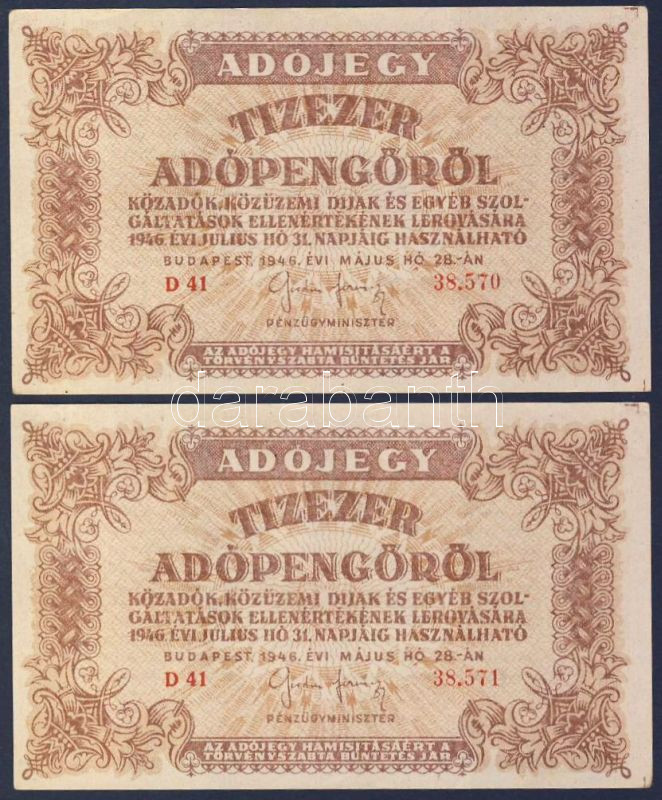 ADÓJEGY
TIZEZER
ADÓPENGŐRŐL
KÖZADÓK, KÖZÜZEMI DIJAK ÉS EGYÉB SZOL-
GÁLTATÁSOK ELLENÉRTÉKÉNEK LEROVÁSÁRA
1946. ÉVI JULIUS HÓ 31. NAPJÁIG HASZNÁLHATÓ
BUDAPEST, 1946. ÉVI MÁJUS HÓ 28.-ÁN
D 41 38.570
PÉNZÜGYMINISZTER
AZ ADÓJEGY HAMISITÁSÁÉRT A
TÖRVÉNYSZABTA BÜNTETÉS JÁR
darabanth
ADÓJEGY
TIZEZER
ADÓPENGŐRŐL
KÖZADÓK, KÖZÜZEMI DIJAK ÉS EGYÉB SZOL-
GÁLTATÁSOK ELLENÉRTÉKÉNEK LEROVÁSÁRA
1946. ÉVI JULIUS HÓ 31. NAPJÁIG HASZNÁLHATÓ
BUDAPEST, 1946. ÉVI MÁJUS HÓ 28.-ÁN
D 41 38.571
PÉNZÜGYMINISZTER
AZ ADÓJEGY HAMISITÁSÁÉRT A
TÖRVÉNYSZABTA BÜNTETÉS JÁR